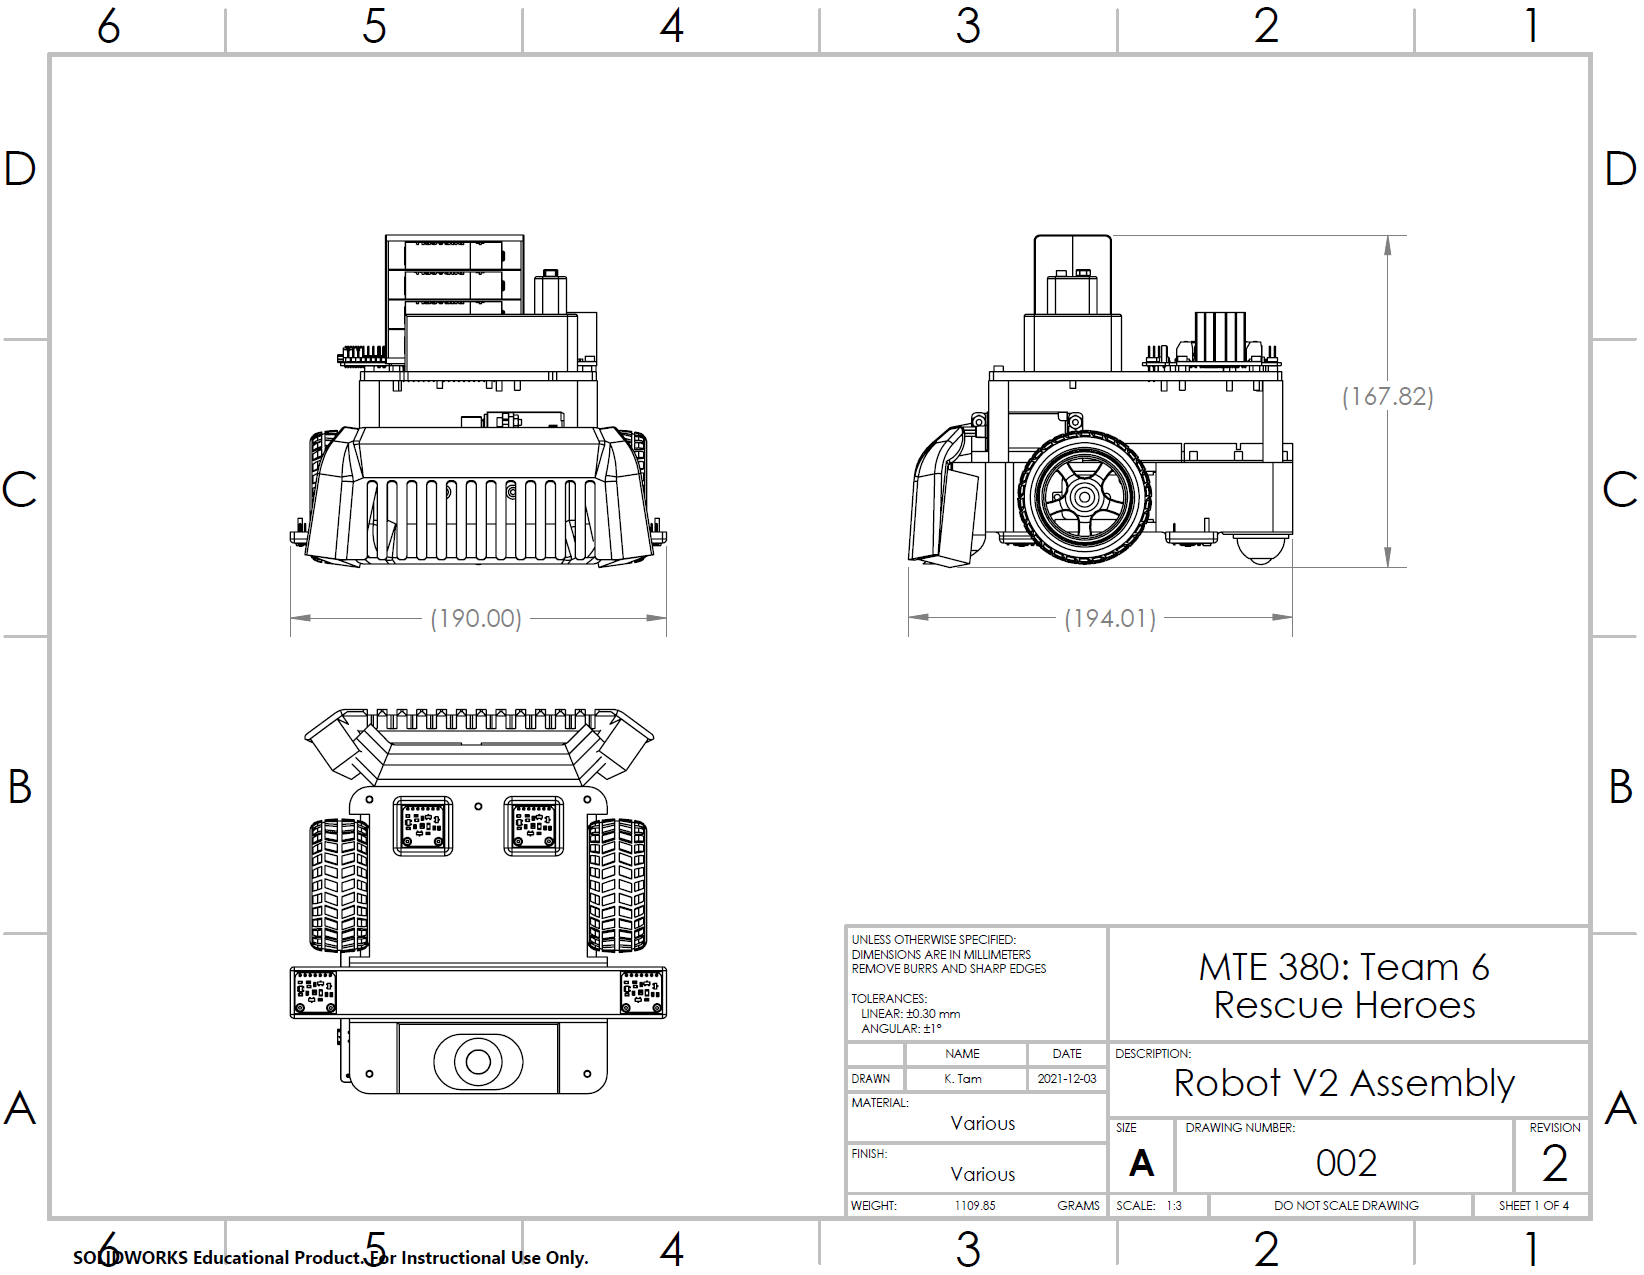 6 5 4 3 2 1
D D
(167.82)
C C
(190.00) (194.01)
B B
UNLESS OTHERWISE SPECIFIED:
DIMENSIONS ARE IN MILLIMETERS
REMOVE BURRS AND SHARP EDGES
TOLERANCES:
LINEAR: ±0.30 mm
ANGULAR: ±1°
MTE 380: Team 6
Rescue Heroes
NAME DATE
DRAWN K. Tam 2021-12-03
DESCRIPTION:
Robot V2 Assembly
MATERIAL:
Various
A A
SIZE DRAWING NUMBER: REVISION
A 002 2
FINISH:
Various
WEIGHT: 1109.85 GRAMS
SCALE: 1:3 DO NOT SCALE DRAWING SHEET 1 OF 4
6 5 4 3 2 1
SOLIDWORKS Educational Product. For Instructional Use Only.